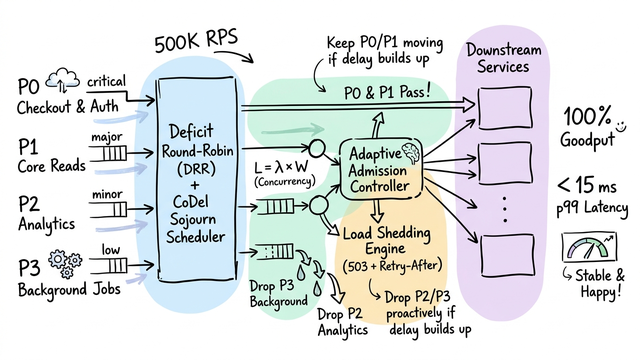 500K RPS
P0
critical
Checkout & Auth
P1
major
Core Reads
P2
minor
Analytics
P3
low
Background Jobs
Deficit
Round-Robin
(DRR)
+
CoDel
Sojourn
Scheduler
Keep P0/P1 moving
if delay builds up
P0 & P1 Pass!
L = λ × W
(Concurrency)
Adaptive
Admission
Controller
Load Shedding
Engine
(503 + Retry-After)
Drop P3
Background
Drop P2
Analytics
Drop P2/P3
proactively if
delay builds up
Downstream
Services
100%
Goodput
< 15 ms
p99 Latency
Stable &
Happy!